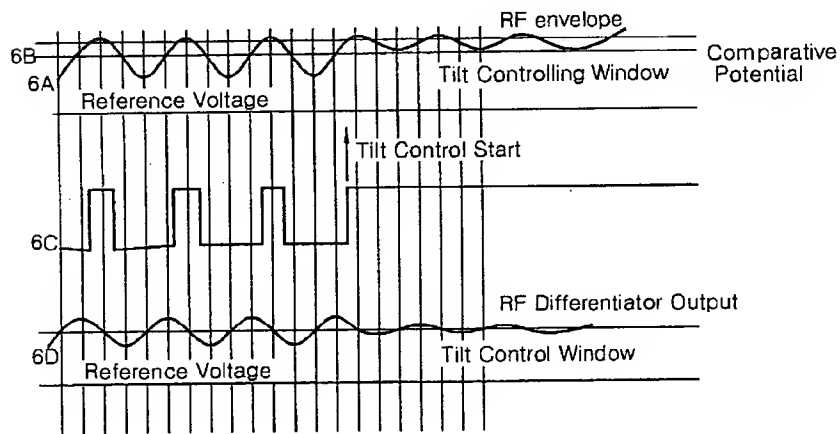 RF envelope
6B
Comparative
Potential
6A
Tilt Controlling Window
Reference Voltage
Tilt Control Start
6C
RF Differentiator Output
6D
Tilt Control Window
Reference Voltage